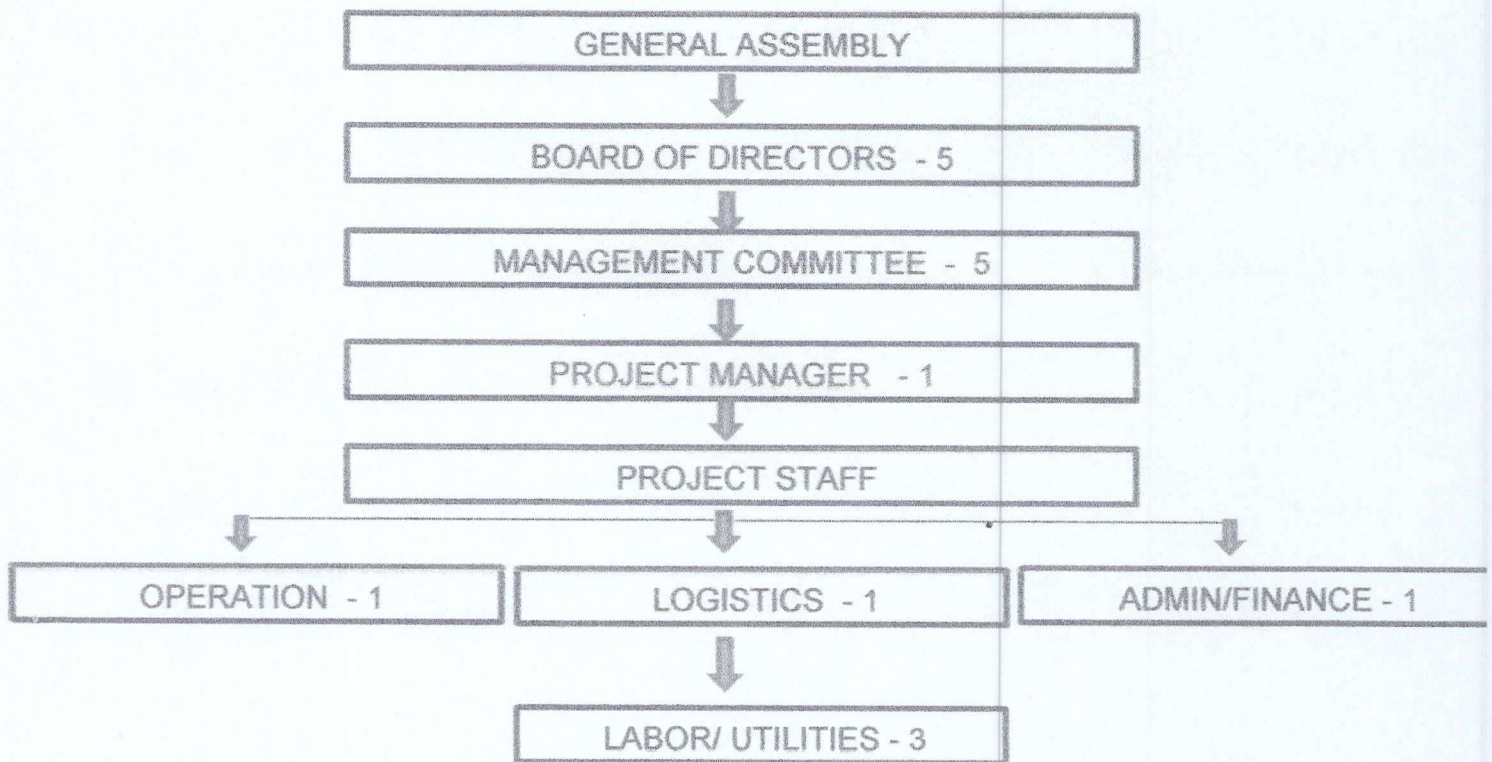 GENERAL ASSEMBLY
BOARD OF DIRECTORS - 5
MANAGEMENT COMMITTEE - 5
PROJECT MANAGER - 1
PROJECT STAFF
OPERATION - 1
LOGISTICS - 1
ADMIN/FINANCE - 1
LABOR/ UTILITIES - 3